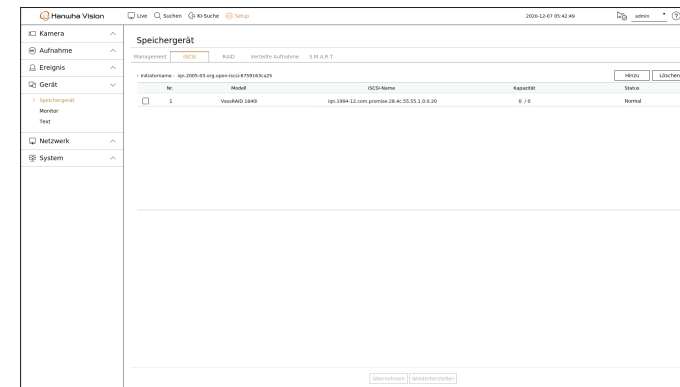 Hanwha Vision Live Suchen KI-Suche Setup 2020-12-07 05:42:49 admin
Kamera
Aufnahme
Ereignis
Gerät
Speichergerät
Monitor
Text
Netzwerk
System
Speichergerät
Management iSCSI RAID Verteilte Aufnahme S.M.A.R.T
Initiatorname : iqn.2005-03.org.open-iscsi:6759163ca25 Hinzu Löschen
Nr. Modell iSCSI-Name Kapazität Status
1 VessRAID 1840i iqn.1994-12.com.promise.28.4c.55.55.1.0.0.20 0 / 0 Normal
Übernehmen Wiederherstellen